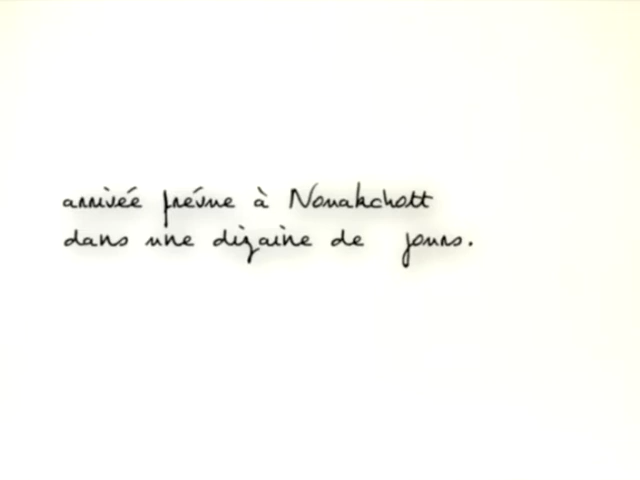 arrivée prévue à Nouakchott
dans une dizaine de jours.